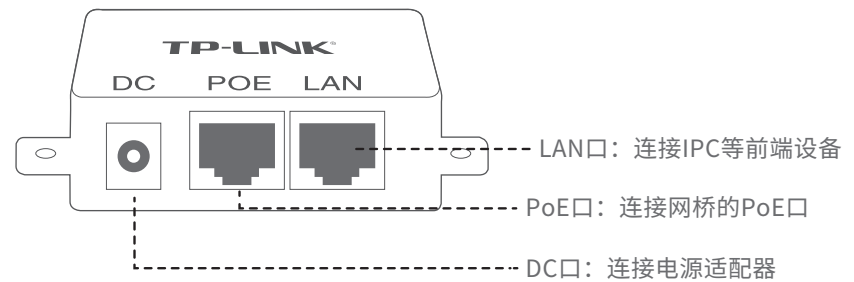 TP-LINK®
DC POE LAN
LAN口：连接IPC等前端设备
PoE口：连接网桥的PoE口
DC口：连接电源适配器